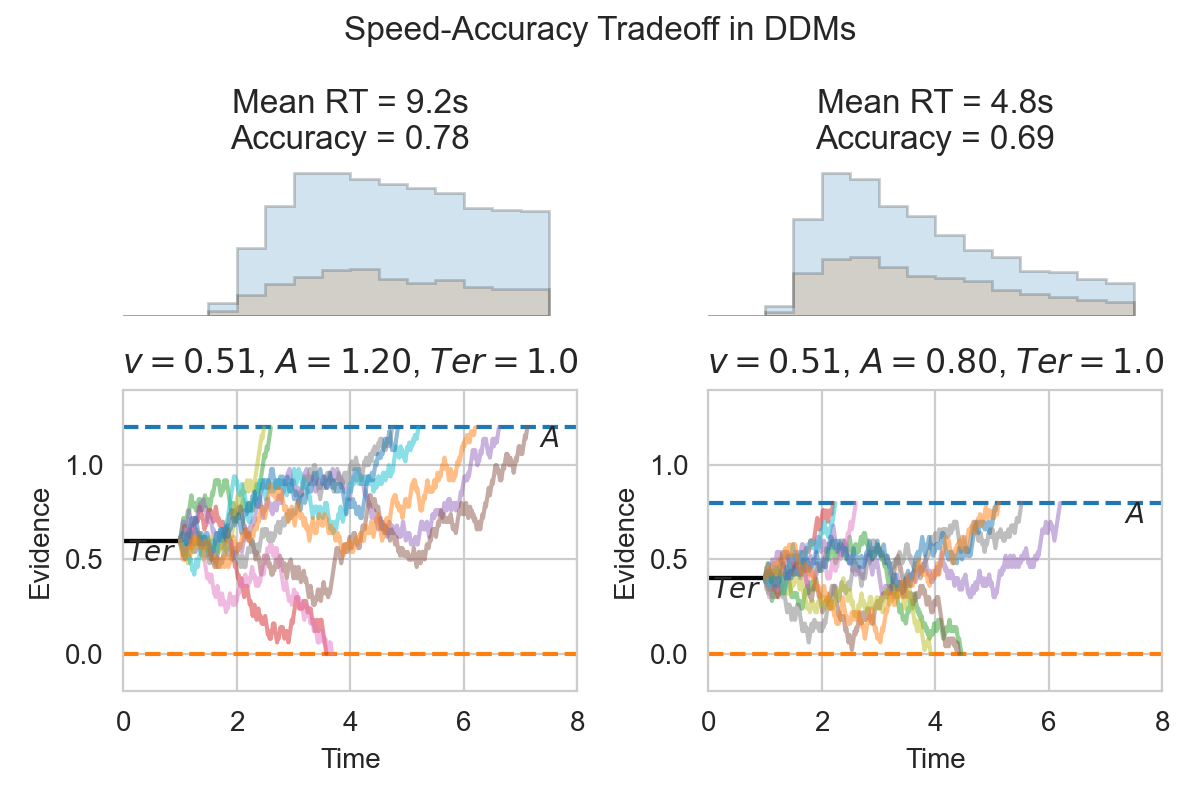 Speed-Accuracy Tradeoff in DDMs
Mean RT = 9.2s
Accuracy = 0.78
v = 0.51, A = 1.20, Ter = 1.0
1.0
0.5
0.0
Evidence
A
Ter
0 2 4 6 8
Time
Mean RT = 4.8s
Accuracy = 0.69
v = 0.51, A = 0.80, Ter = 1.0
1.0
0.5
0.0
Evidence
A
Ter
0 2 4 6 8
Time